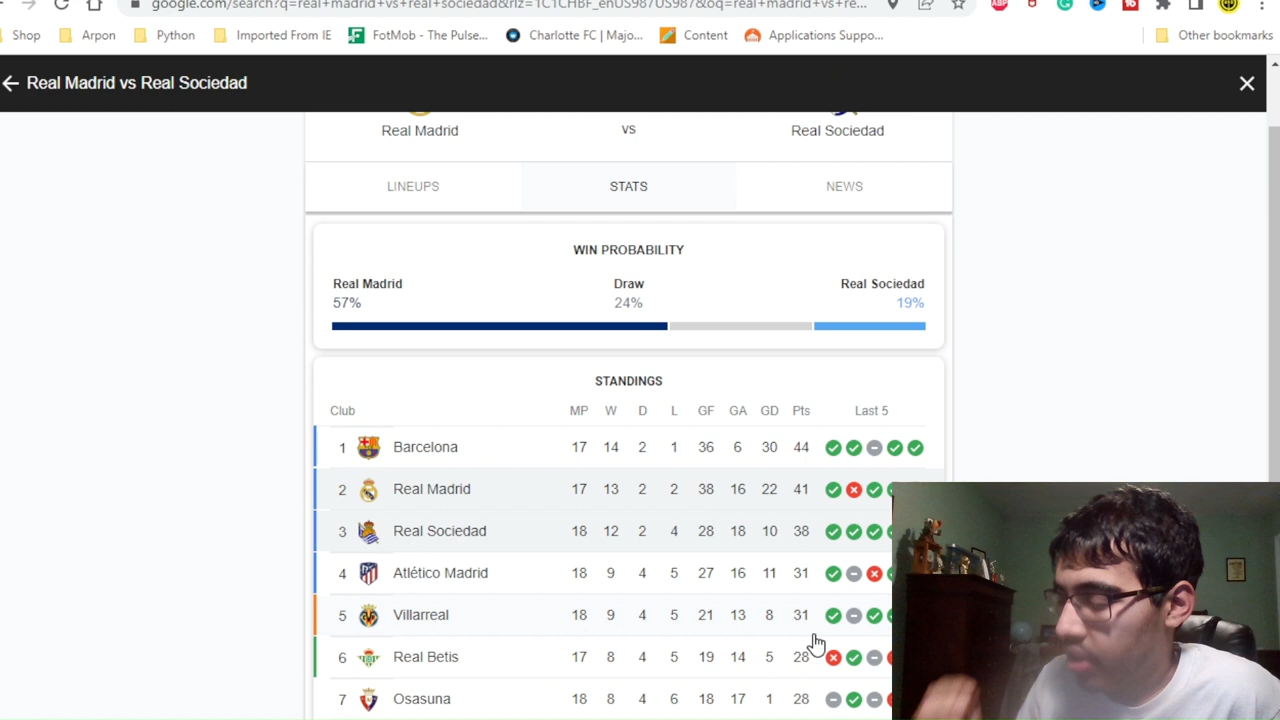 google.com/search?q=real+madrid+vs+real+sociedad&rlz=1C1CHBF_enUS987US987&oq=real+madrid+vs+re...
Shop Arpon Python Imported From IE FotMob - The Pulse... Charlotte FC | Majo... Content Applications Suppo... Other bookmarks
Real Madrid vs Real Sociedad
Real Madrid VS Real Sociedad
LINEUPS STATS NEWS
WIN PROBABILITY
Real Madrid Draw Real Sociedad
57% 24% 19%
STANDINGS
Club MP W D L GF GA GD Pts Last 5
1 Barcelona 17 14 2 1 36 6 30 44
2 Real Madrid 17 13 2 2 38 16 22 41
3 Real Sociedad 18 12 2 4 28 18 10 38
4 Atlético Madrid 18 9 4 5 27 16 11 31
5 Villarreal 18 9 4 5 21 13 8 31
6 Real Betis 17 8 4 5 19 14 5 28
7 Osasuna 18 8 4 6 18 17 1 28